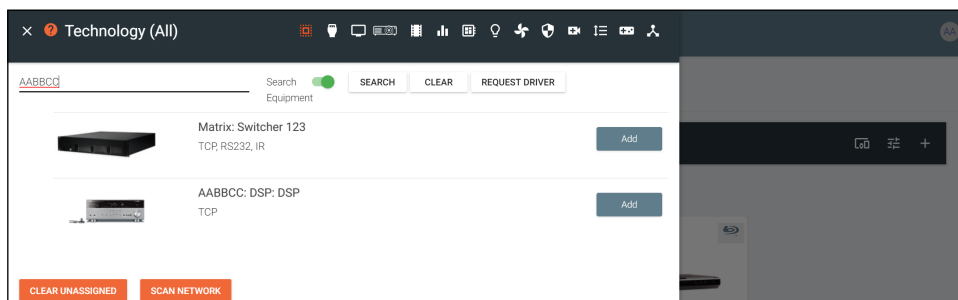 Technology (All)
AA
AABBCC
Search
Equipment
SEARCH
CLEAR
REQUEST DRIVER
Matrix: Switcher 123
TCP, RS232, IR
Add
AABBCC: DSP: DSP
TCP
Add
CLEAR UNASSIGNED
SCAN NETWORK